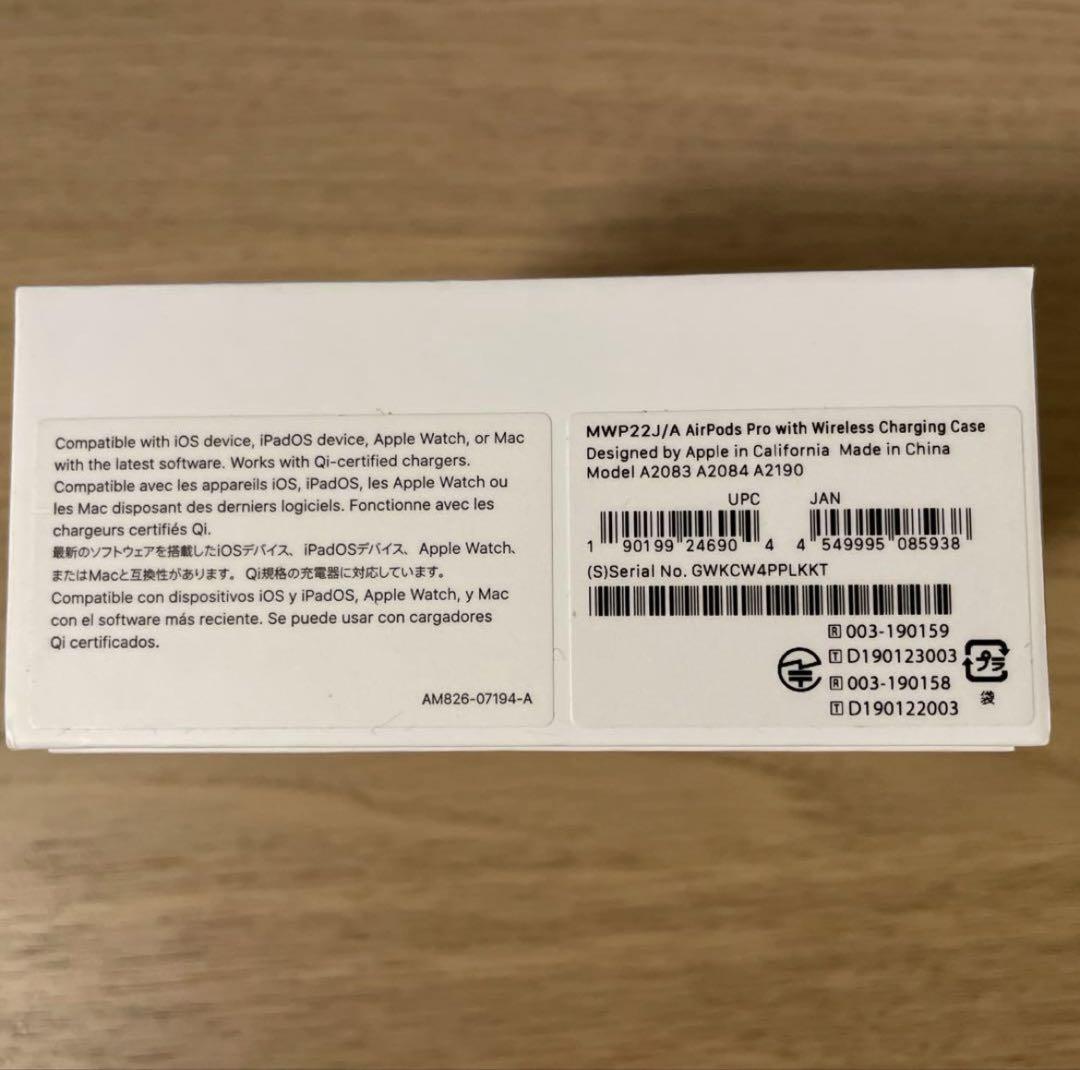 Compatible with iOS device, iPadOS device, Apple Watch, or Mac
with the latest software. Works with Qi-certified chargers.
Compatible avec les appareils iOS, iPadOS, les Apple Watch ou
les Mac disposant des derniers logiciels. Fonctionne avec les
chargeurs certifiés Qi.
最新のソフトウェアを搭載したiOSデバイス、iPadOSデバイス、Apple Watch、
またはMacと互換性があります。Qi規格の充電器に対応しています。
Compatible con dispositivos iOS y iPadOS, Apple Watch, y Mac
con el software más reciente. Se puede usar con cargadores
Qi certificados.
AM826-07194-A
MWP22J/A AirPods Pro with Wireless Charging Case
Designed by Apple in California Made in China
Model A2083 A2084 A2190
UPC JAN
1 90199 24690 4 4 549995 085938
(S)Serial No. GWKCW4PPLKKT
R 003-190159
T D190123003
R 003-190158
T D190122003
プラ
袋